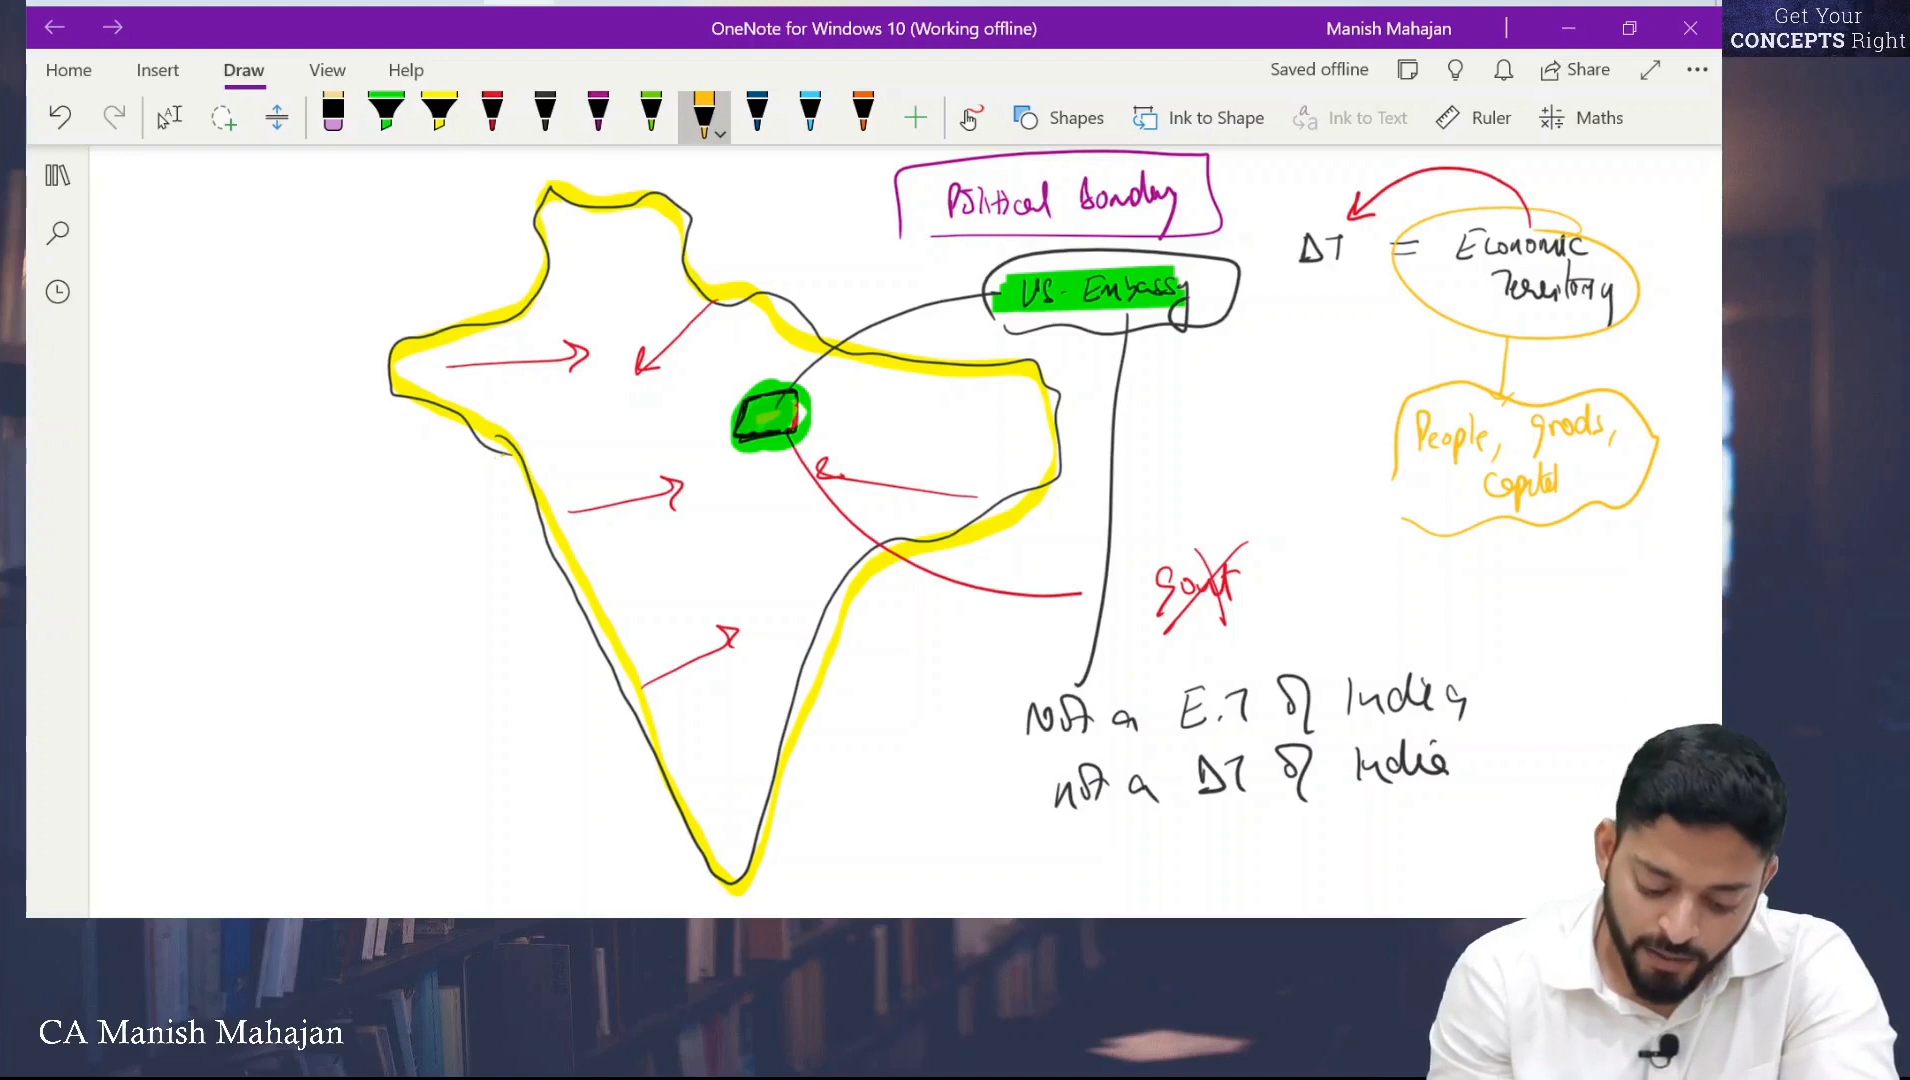 OneNote for Windows 10 (Working offline)
Manish Mahajan
Get Your
CONCEPTS Right
Home Insert Draw View Help
Saved offline
Share
Shapes
Ink to Shape
Ink to Text
Ruler
Maths
Political Bonday
US - Embassy
DT = Economic
Territory
People, goods,
capital
Govt
Not a E.T of India
not a DT of India
CA Manish Mahajan